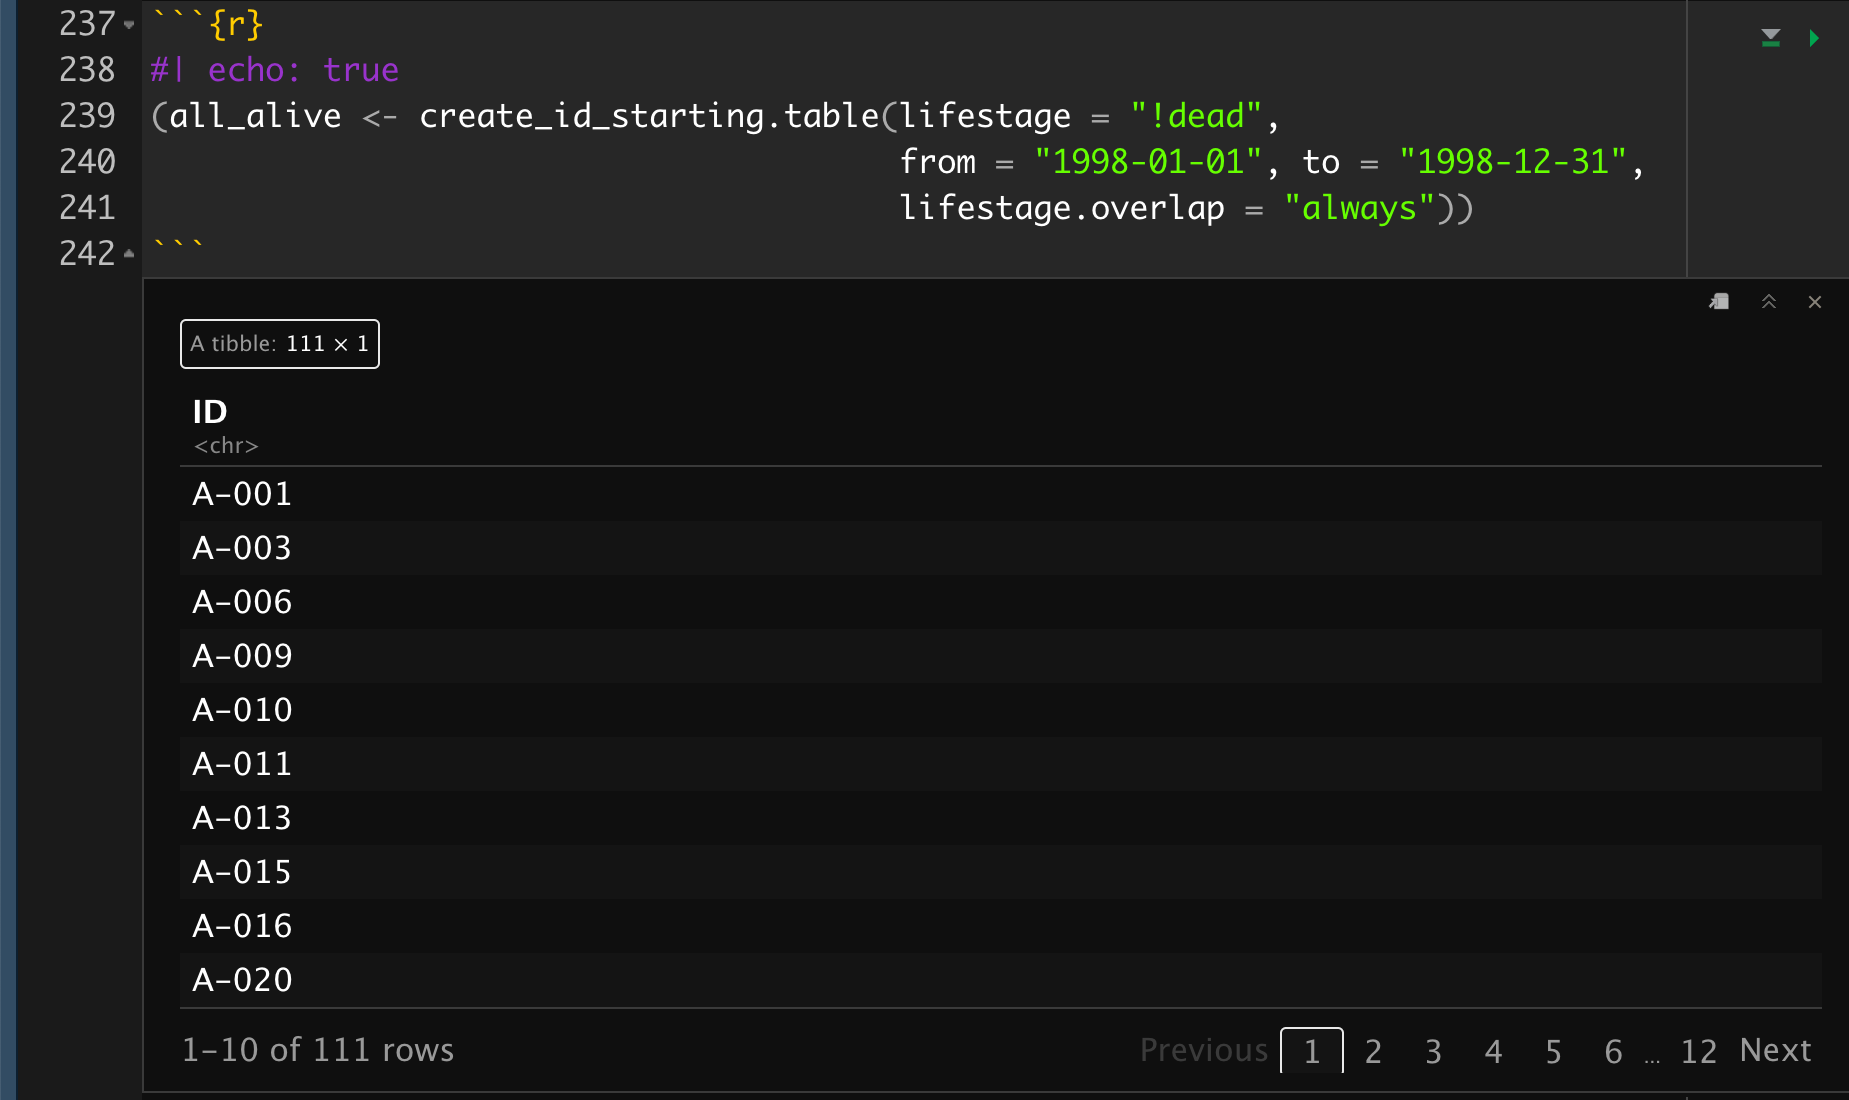 237 ```{r}
238 #| echo: true
239 (all_alive <- create_id_starting.table(lifestage = "!dead",
240 from = "1998-01-01", to = "1998-12-31",
241 lifestage.overlap = "always"))
242 ```
A tibble: 111 × 1
ID
<chr>
A-001
A-003
A-006
A-009
A-010
A-011
A-013
A-015
A-016
A-020
1-10 of 111 rows Previous 1 2 3 4 5 6 ... 12 Next